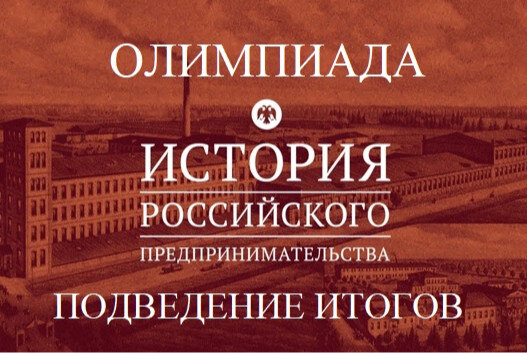 ОЛИМПИАДА
ИСТОРИЯ
РОССИЙСКОГО
ПРЕДПРИНИМАТЕЛЬСТВА
ПОДВЕДЕНИЕ ИТОГОВ